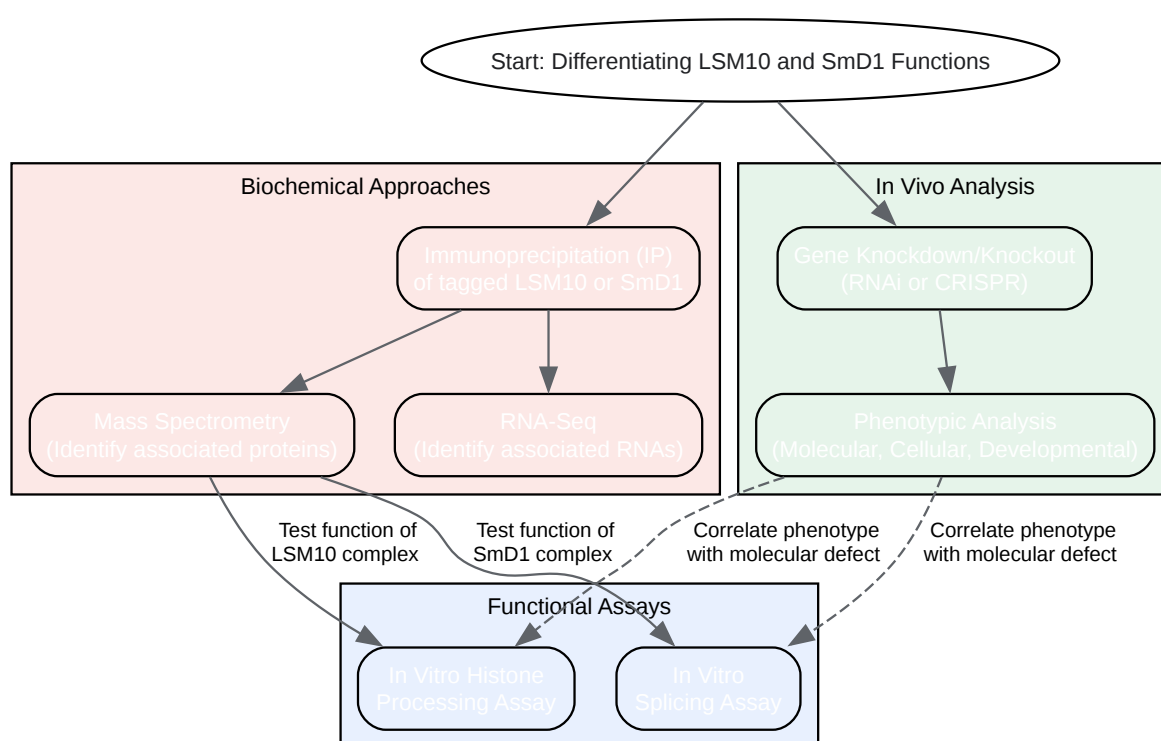 Start: Differentiating LSM10 and SmD1 Functions
Biochemical Approaches
Immunoprecipitation (IP)
of tagged LSM10 or SmD1
Mass Spectrometry
(Identify associated proteins)
RNA-Seq
(Identify associated RNAs)
In Vivo Analysis
Gene Knockdown/Knockout
(RNAi or CRISPR)
Phenotypic Analysis
(Molecular, Cellular, Developmental)
Test function of
LSM10 complex
Test function of
SmD1 complex
Correlate phenotype
with molecular defect
Correlate phenotype
with molecular defect
Functional Assays
In Vitro Histone
Processing Assay
In Vitro
Splicing Assay